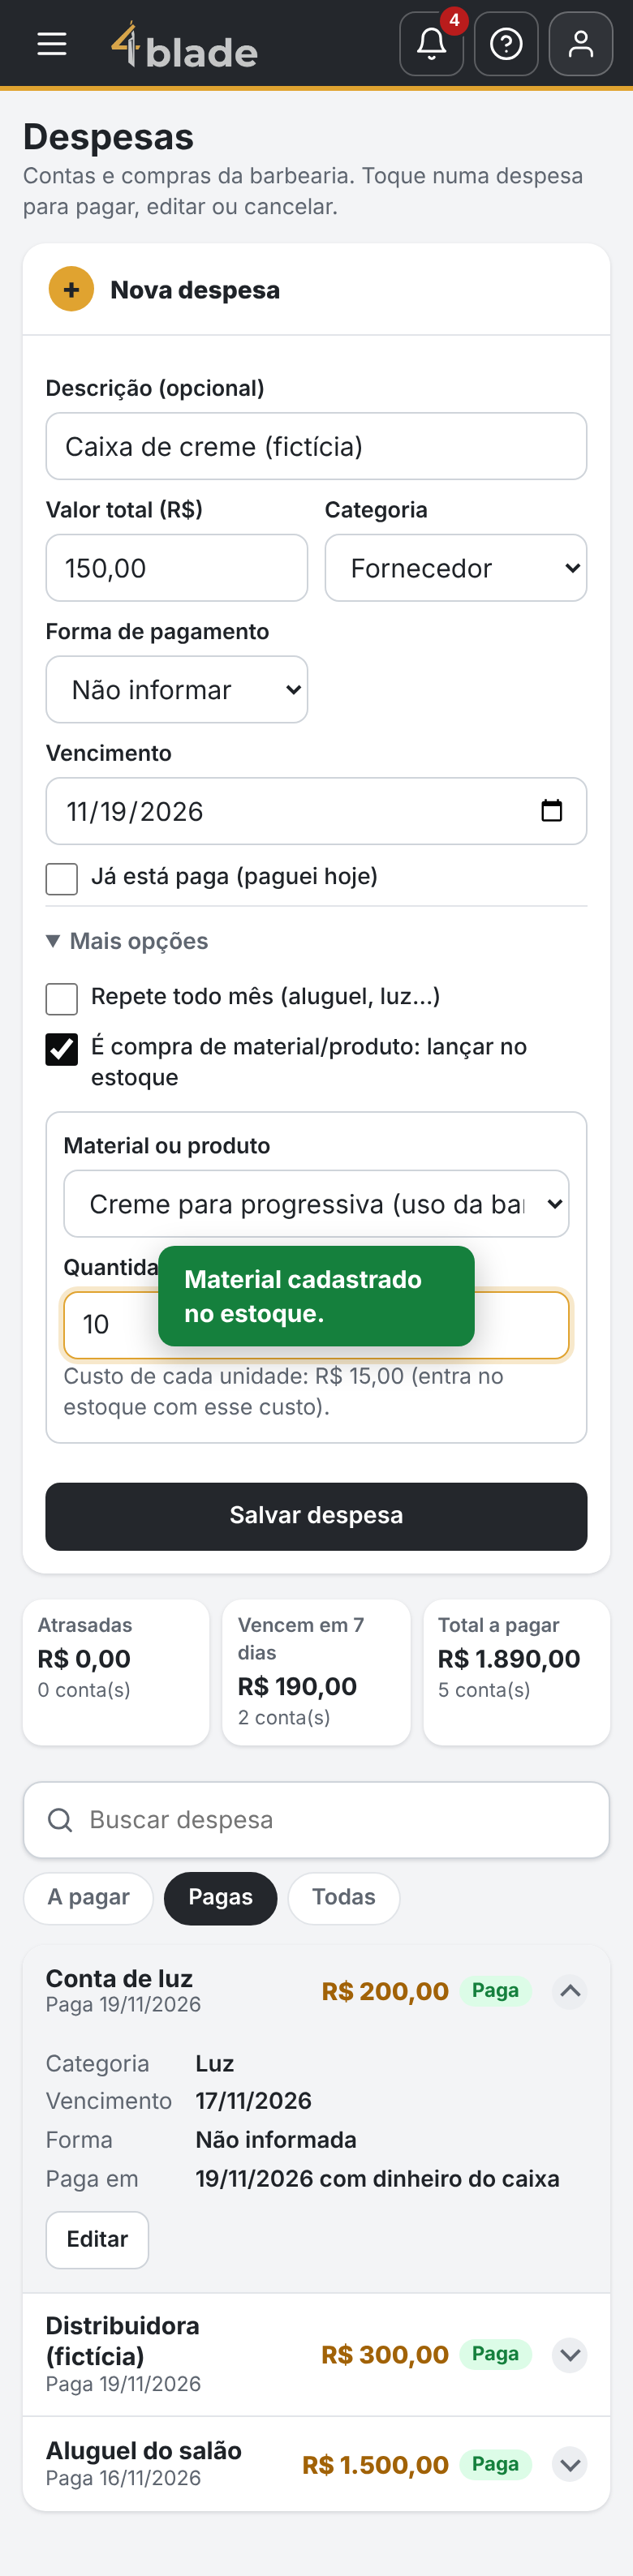 4blade
4
Despesas
Contas e compras da barbearia. Toque numa despesa
para pagar, editar ou cancelar.
+ Nova despesa
Descrição (opcional)
Caixa de creme (fictícia)
Valor total (R$) Categoria
150,00 Fornecedor
Forma de pagamento
Não informar
Vencimento
11/19/2026
Já está paga (paguei hoje)
▼ Mais opções
Repete todo mês (aluguel, luz...)
É compra de material/produto: lançar no
estoque
Material ou produto
Creme para progressiva (uso da
Material cadastrado
no estoque.
10
Custo de cada unidade: R$ 15,00 (entra no
estoque com esse custo).
Salvar despesa
Atrasadas
R$ 0,00
0 conta(s)
Vencem em 7
dias
R$ 190,00
2 conta(s)
Total a pagar
R$ 1.890,00
5 conta(s)
Buscar despesa
A pagar Pagas Todas
Conta de luz R$ 200,00 Paga
Paga 19/11/2026
Categoria Luz
Vencimento 17/11/2026
Forma Não informada
Paga em 19/11/2026 com dinheiro do caixa
Editar
Distribuidora
(fictícia) R$ 300,00 Paga
Paga 19/11/2026
Aluguel do salão R$ 1.500,00 Paga
Paga 16/11/2026